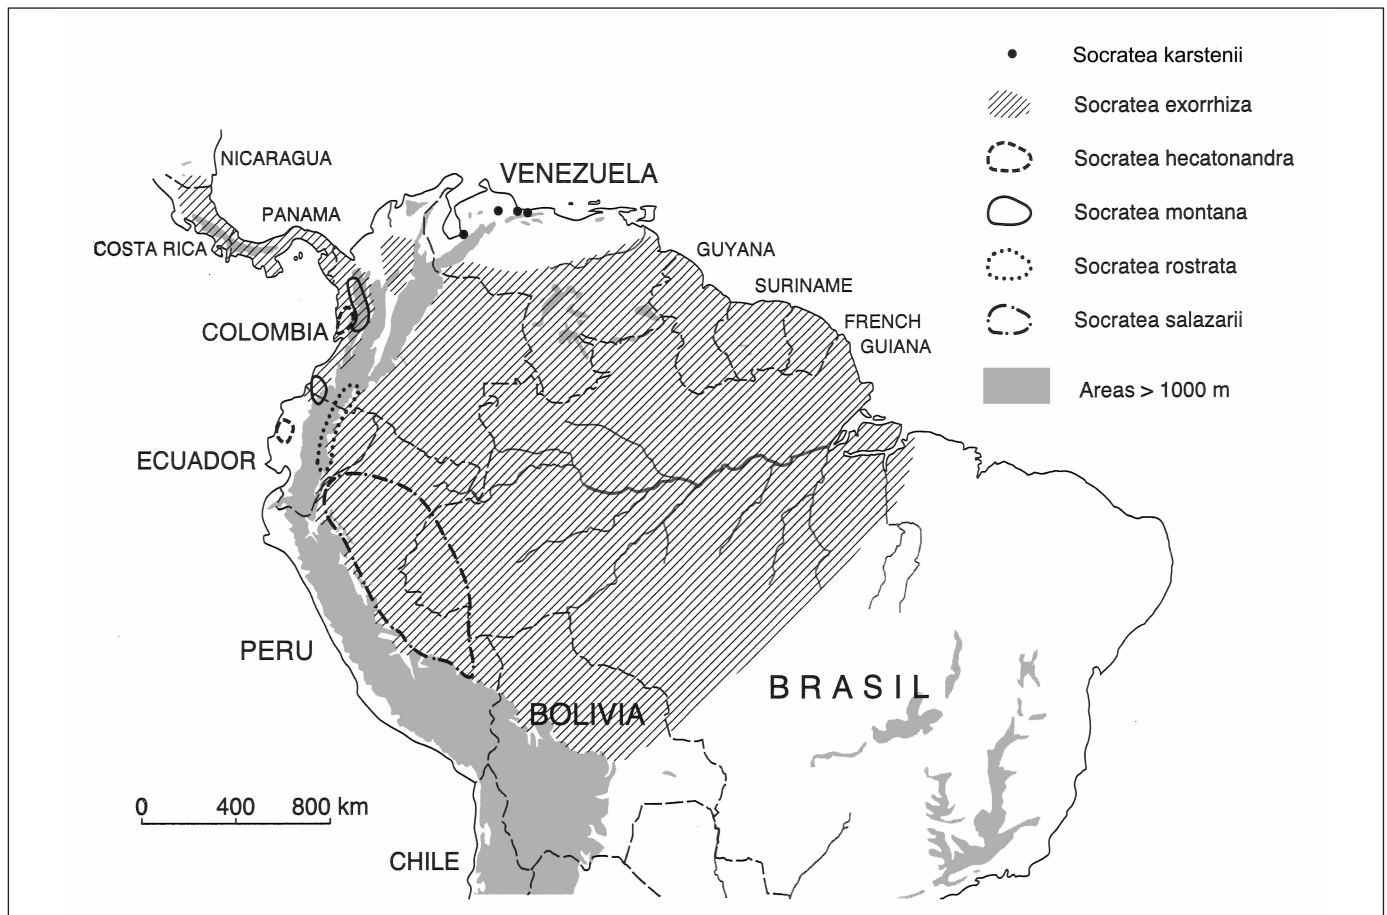 Socratea karstenii
Socratea exorrhiza
Socratea hecatonandra
Socratea montana
Socratea rostrata
Socratea salazarii
Areas > 1000 m
NICARAGUA
VENEZUELA
PANAMA
COSTA RICA
GUYANA
SURINAME
COLOMBIA
FRENCH
GUIANA
ECUADOR
PERU
BRASIL
BOLIVIA
0 400 800 km
CHILE